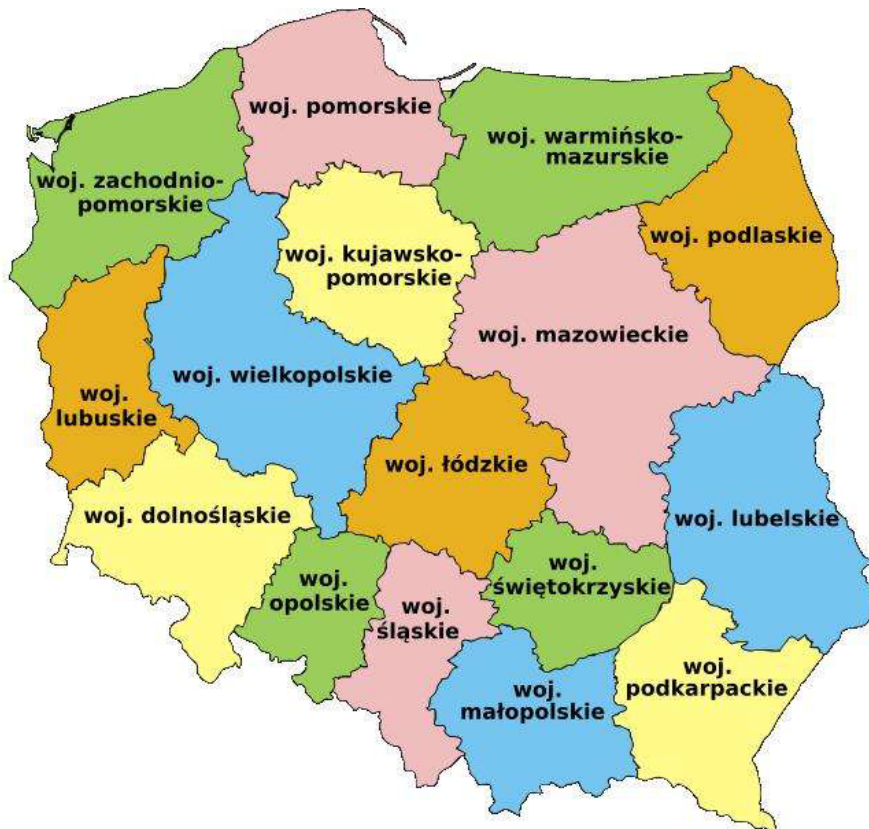 woj. pomorskie
woj. warmińsko-
mazurskie
woj. zachodnio-
pomorskie
woj. podlaskie
woj. kujawsko-
pomorskie
woj. mazowieckie
woj. wielkopolskie
woj.
lubuskie
woj. łódzkie
woj. dolnośląskie
woj. lubelskie
woj.
świętokrzyskie
woj.
opolskie
woj.
śląskie
woj.
podkarpackie
woj.
małopolskie